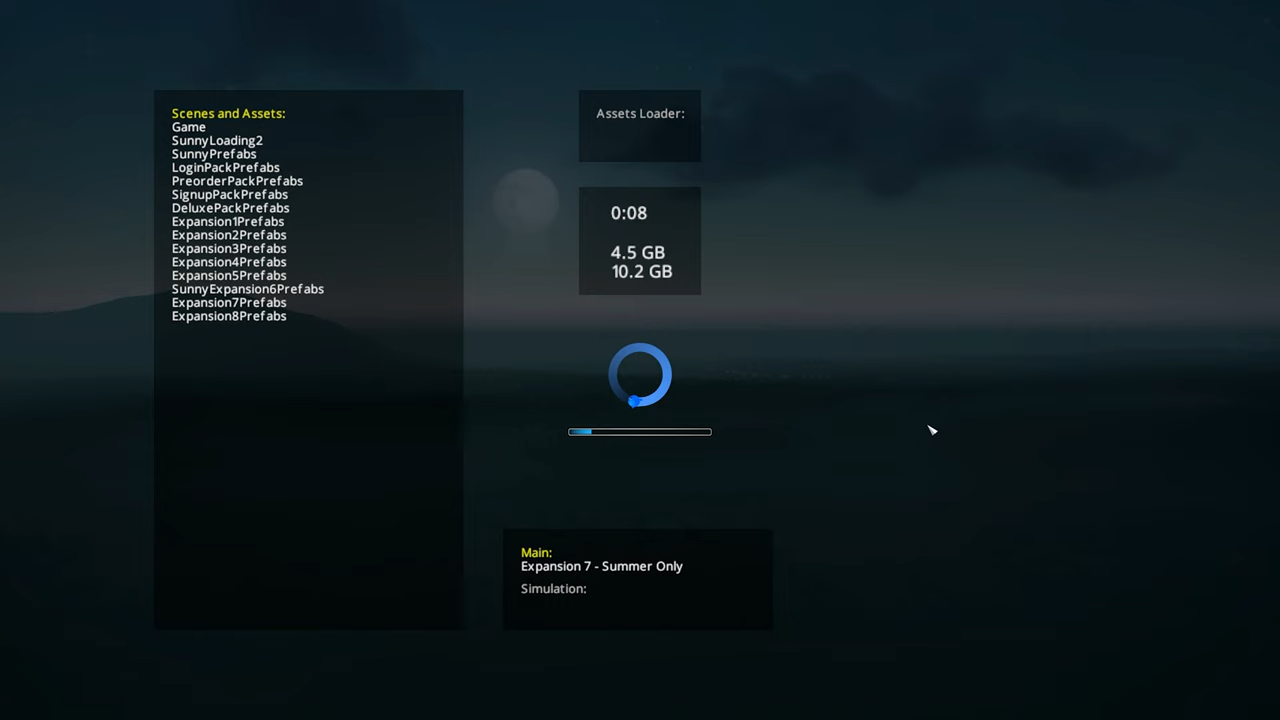 Scenes and Assets:
Game
SunnyLoading2
SunnyPrefabs
LoginPackPrefabs
PreorderPackPrefabs
SignupPackPrefabs
DeluxePackPrefabs
Expansion1Prefabs
Expansion2Prefabs
Expansion3Prefabs
Expansion4Prefabs
Expansion5Prefabs
SunnyExpansion6Prefabs
Expansion7Prefabs
Expansion8Prefabs
Assets Loader:
0:08
4.5 GB
10.2 GB
Main:
Expansion 7 - Summer Only
Simulation: